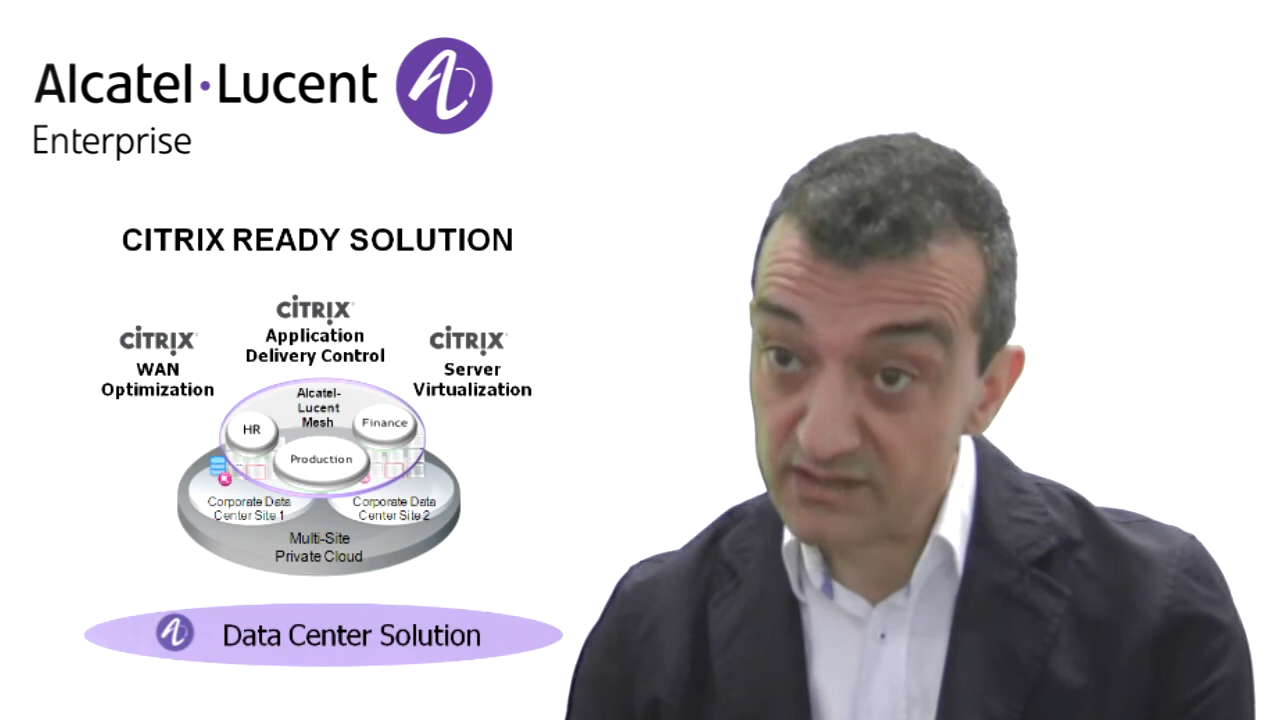 Alcatel·Lucent
Enterprise
CITRIX READY SOLUTION
CITRIX
Application
Delivery Control
CITRIX
WAN
Optimization
CITRIX
Server
Virtualization
Alcatel-
Lucent
Mesh
HR
Finance
Production
Corporate Data
Center Site 1
Corporate Data
Center Site 2
Multi-Site
Private Cloud
Data Center Solution